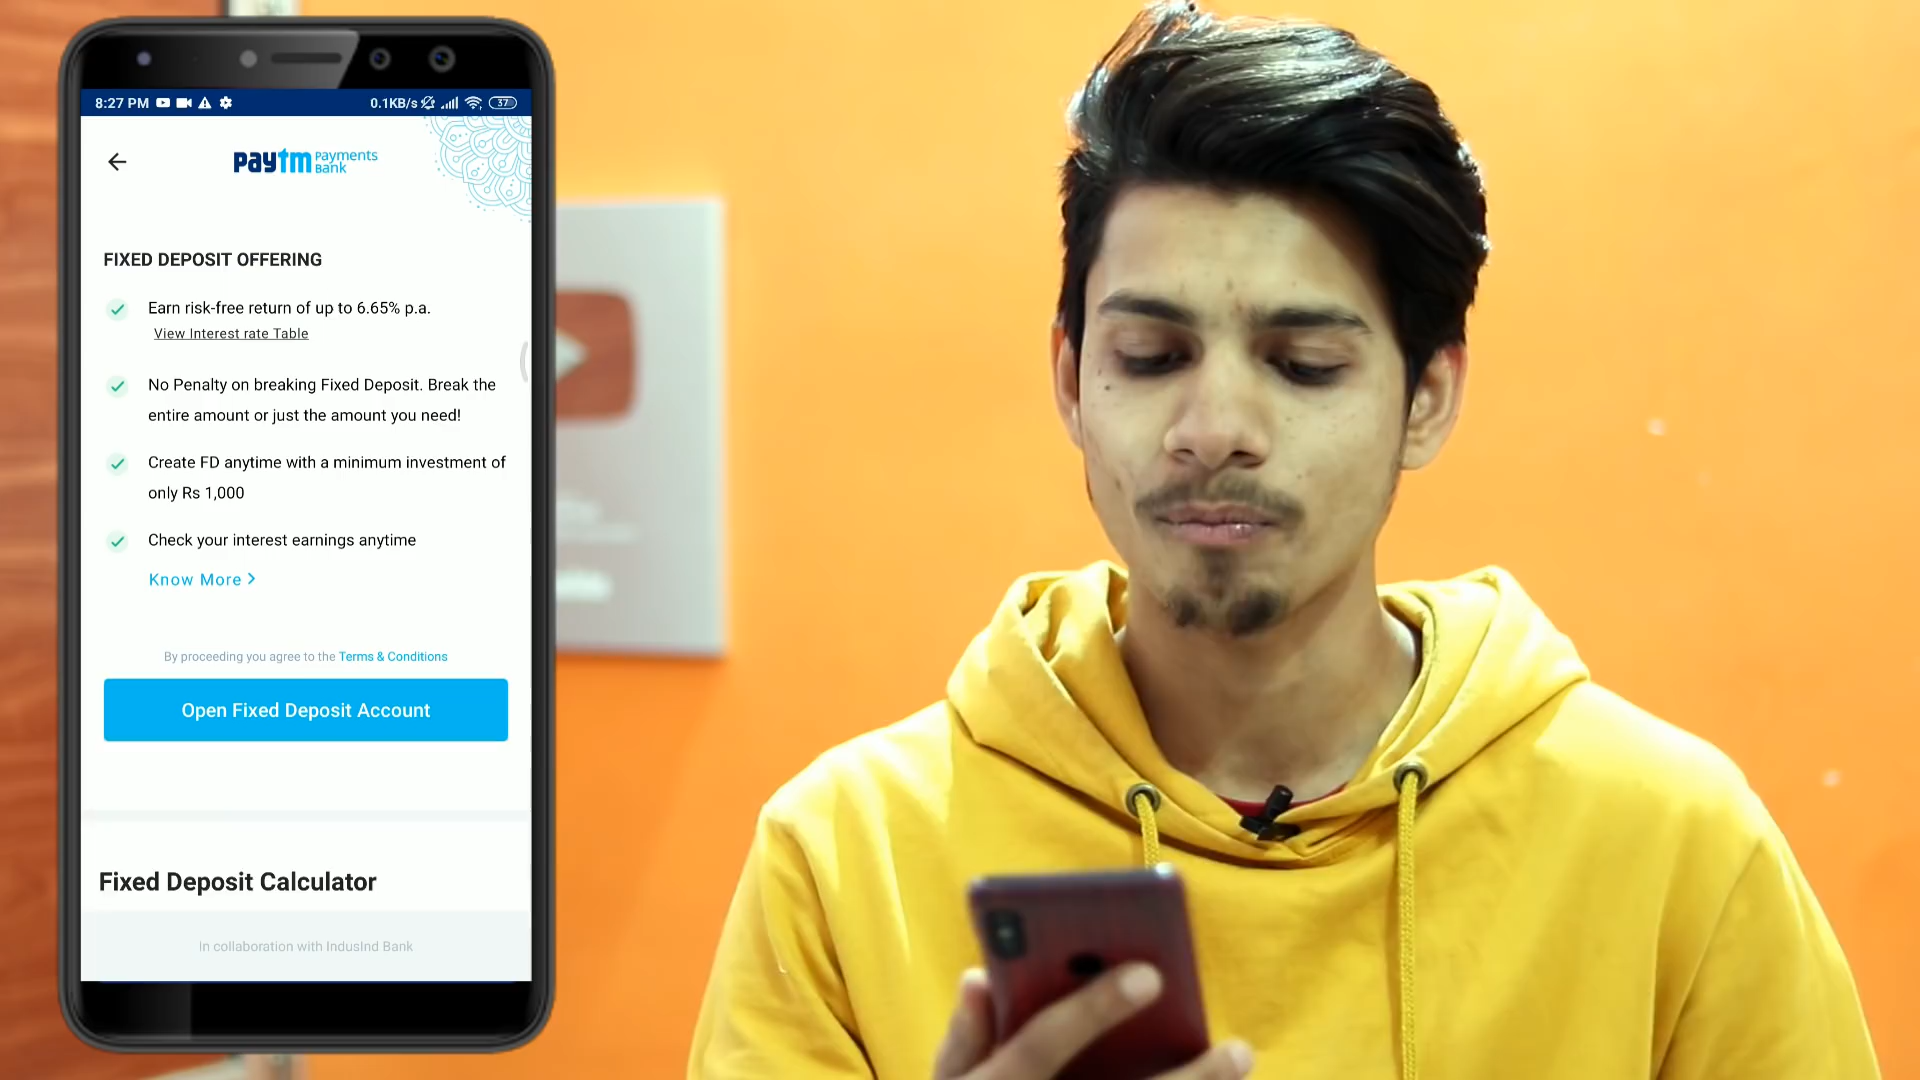 8:27 PM
0.1KB/s
37
paytm Payments Bank
FIXED DEPOSIT OFFERING
Earn risk-free return of up to 6.65% p.a.
View Interest rate Table
No Penalty on breaking Fixed Deposit. Break the
entire amount or just the amount you need!
Create FD anytime with a minimum investment of
only Rs 1,000
Check your interest earnings anytime
Know More
By proceeding you agree to the Terms & Conditions
Open Fixed Deposit Account
Fixed Deposit Calculator
In collaboration with IndusInd Bank